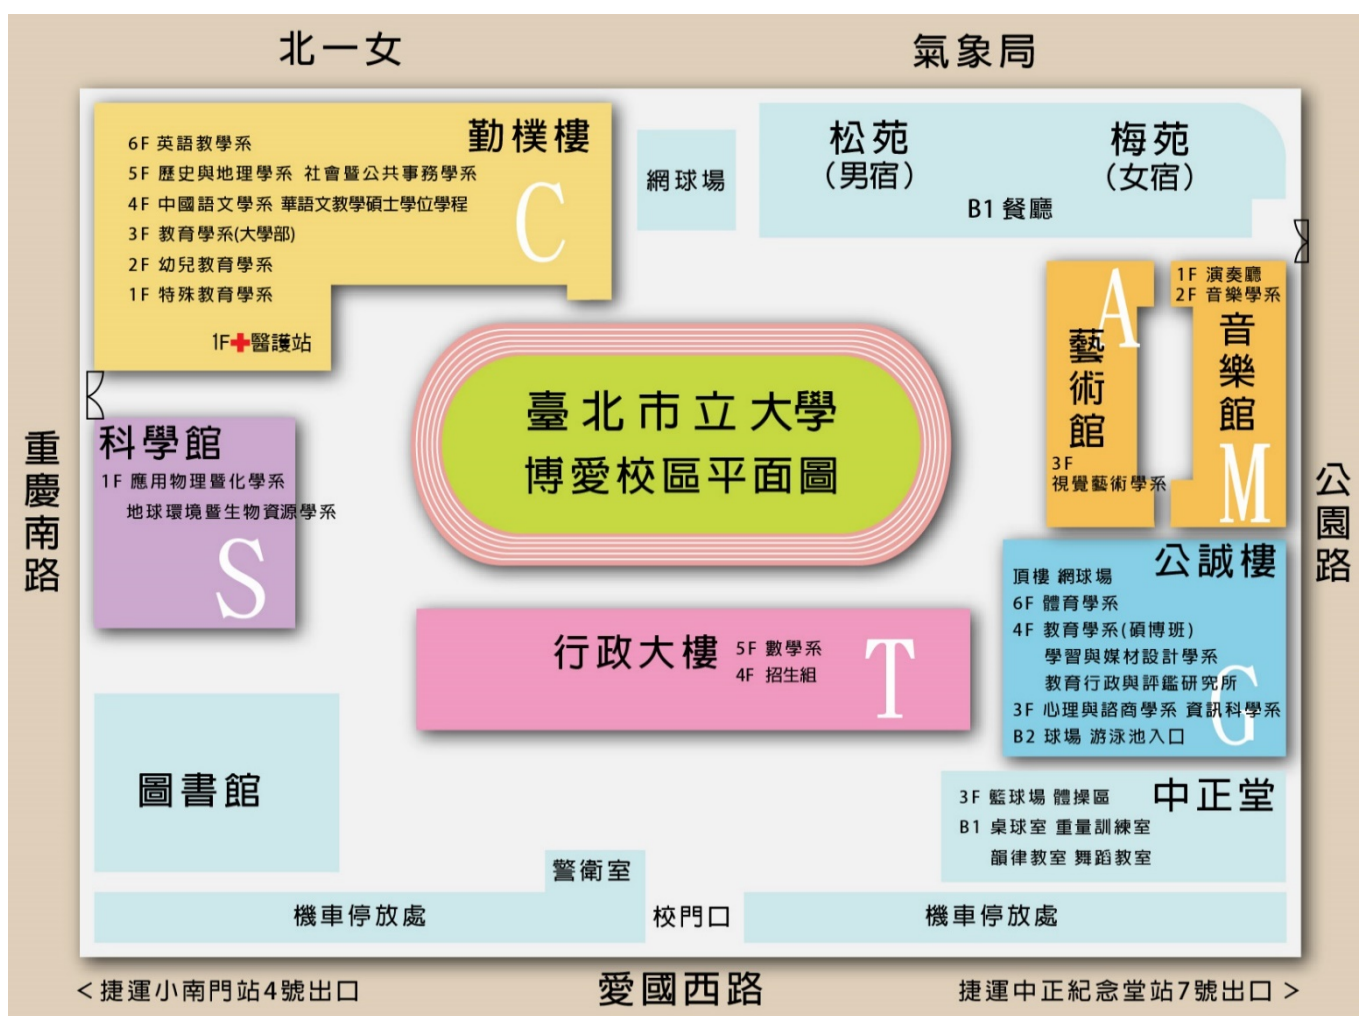 北一女
氣象局
勤樸樓
6F 英語教學系
5F 歷史與地理學系 社會暨公共事務學系
4F 中國語文學系 華語文教學碩士學位學程
3F 教育學系(大學部)
2F 幼兒教育學系
1F 特殊教育學系
C
1F 醫護站
網球場
松苑
(男宿)
梅苑
(女宿)
B1 餐廳
A
藝術館
3F
視覺藝術學系
1F 演奏廳
2F 音樂學系
音樂館
M
臺北市立大學
博愛校區平面圖
重慶南路
科學館
1F 應用物理暨化學系
地球環境暨生物資源學系
S
公園路
公誠樓
頂樓 網球場
6F 體育學系
4F 教育學系(碩博班)
學習與媒材設計學系
教育行政與評鑑研究所
3F 心理與諮商學系 資訊科學系
B2 球場 游泳池入口
G
行政大樓
5F 數學系
4F 招生組
T
圖書館
中正堂
3F 籃球場 體操區
B1 桌球室 重量訓練室
韻律教室 舞蹈教室
警衛室
機車停放處
校門口
機車停放處
<捷運小南門站4號出口
愛國西路
捷運中正紀念堂站7號出口>